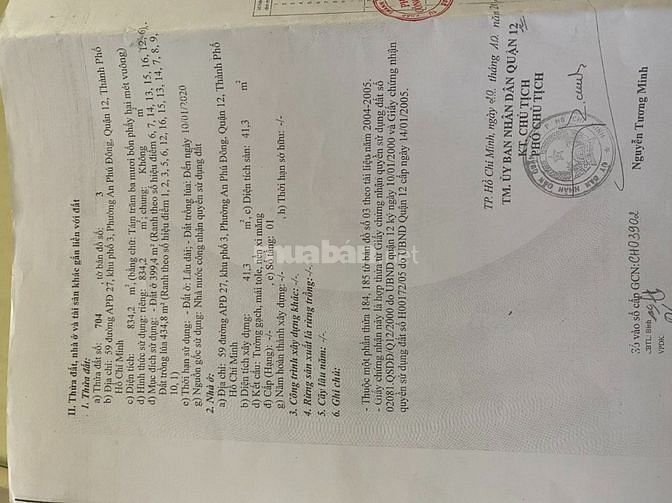 II. Thửa đất, nhà ở và tài sản khác gắn liền với đất
1. Thửa đất:
a) Thửa đất số: 704 , tờ bản đồ số: 3
b) Địa chỉ: 59 đường APĐ 27, khu phố 3, Phường An Phú Đông, Quận 12, Thành Phố
Hồ Chí Minh
c) Diện tích: 834,2 m², (bằng chữ: Tám trăm ba mươi bốn phẩy hai mét vuông)
d) Hình thức sử dụng: riêng: 834,2 m²; chung: Không m²
đ) Mục đích sử dụng: - Đất ở 399,4 m² (Ranh theo số hiệu điểm 6, 7, 14, 13, 15, 16, 12, 6),
Đất trồng lúa 434,8 m² (Ranh theo số hiệu điểm 1, 2, 3, 5, 6, 12, 16, 15, 13, 14, 7, 8, 9,
10, 1)
e) Thời hạn sử dụng: - Đất ở: Lâu dài; - Đất trồng lúa: Đến ngày 10/01/2020
g) Nguồn gốc sử dụng: Nhà nước công nhận quyền sử dụng đất
2. Nhà ở:
a) Địa chỉ: 59 đường APĐ 27, khu phố 3, Phường An Phú Đông, Quận 12, Thành Phố
Hồ Chí Minh
b) Diện tích xây dựng: 41,3 m², c) Diện tích sàn: 41,3 m²
d) Kết cấu: Tường gạch, mái tole, nền xi măng
đ) Cấp (Hạng): -/- , e) Số tầng: 01
g) Năm hoàn thành xây dựng: -/- , h) Thời hạn sở hữu: -/-
3. Công trình xây dựng khác: -/-
4. Rừng sản xuất là rừng trồng: -/-
5. Cây lâu năm: -/-
6. Ghi chú:
- Thuộc một phần thửa 184, 185 tờ bản đồ số 03 theo tài liệu năm 2004-2005.
- Giấy chứng nhận này là hợp nhất từ Giấy chứng nhận quyền sử dụng đất số
02081.QSDĐ/Q12/2000 do UBND quận 12 ký ngày 10/01/2000 và Giấy chứng nhận
quyền sử dụng đất số H00172/05 do UBND Quận 12 cấp ngày 14/01/2005.
TP. Hồ Chí Minh, ngày tháng 10 năm
TM. ỦY BAN NHÂN DÂN QUẬN 12
KT. CHỦ TỊCH
PHÓ CHỦ TỊCH
ỦY BAN NHÂN DÂN
Nguyễn Tương Minh
vào sổ cấp GCN: CH03902
muaban.net